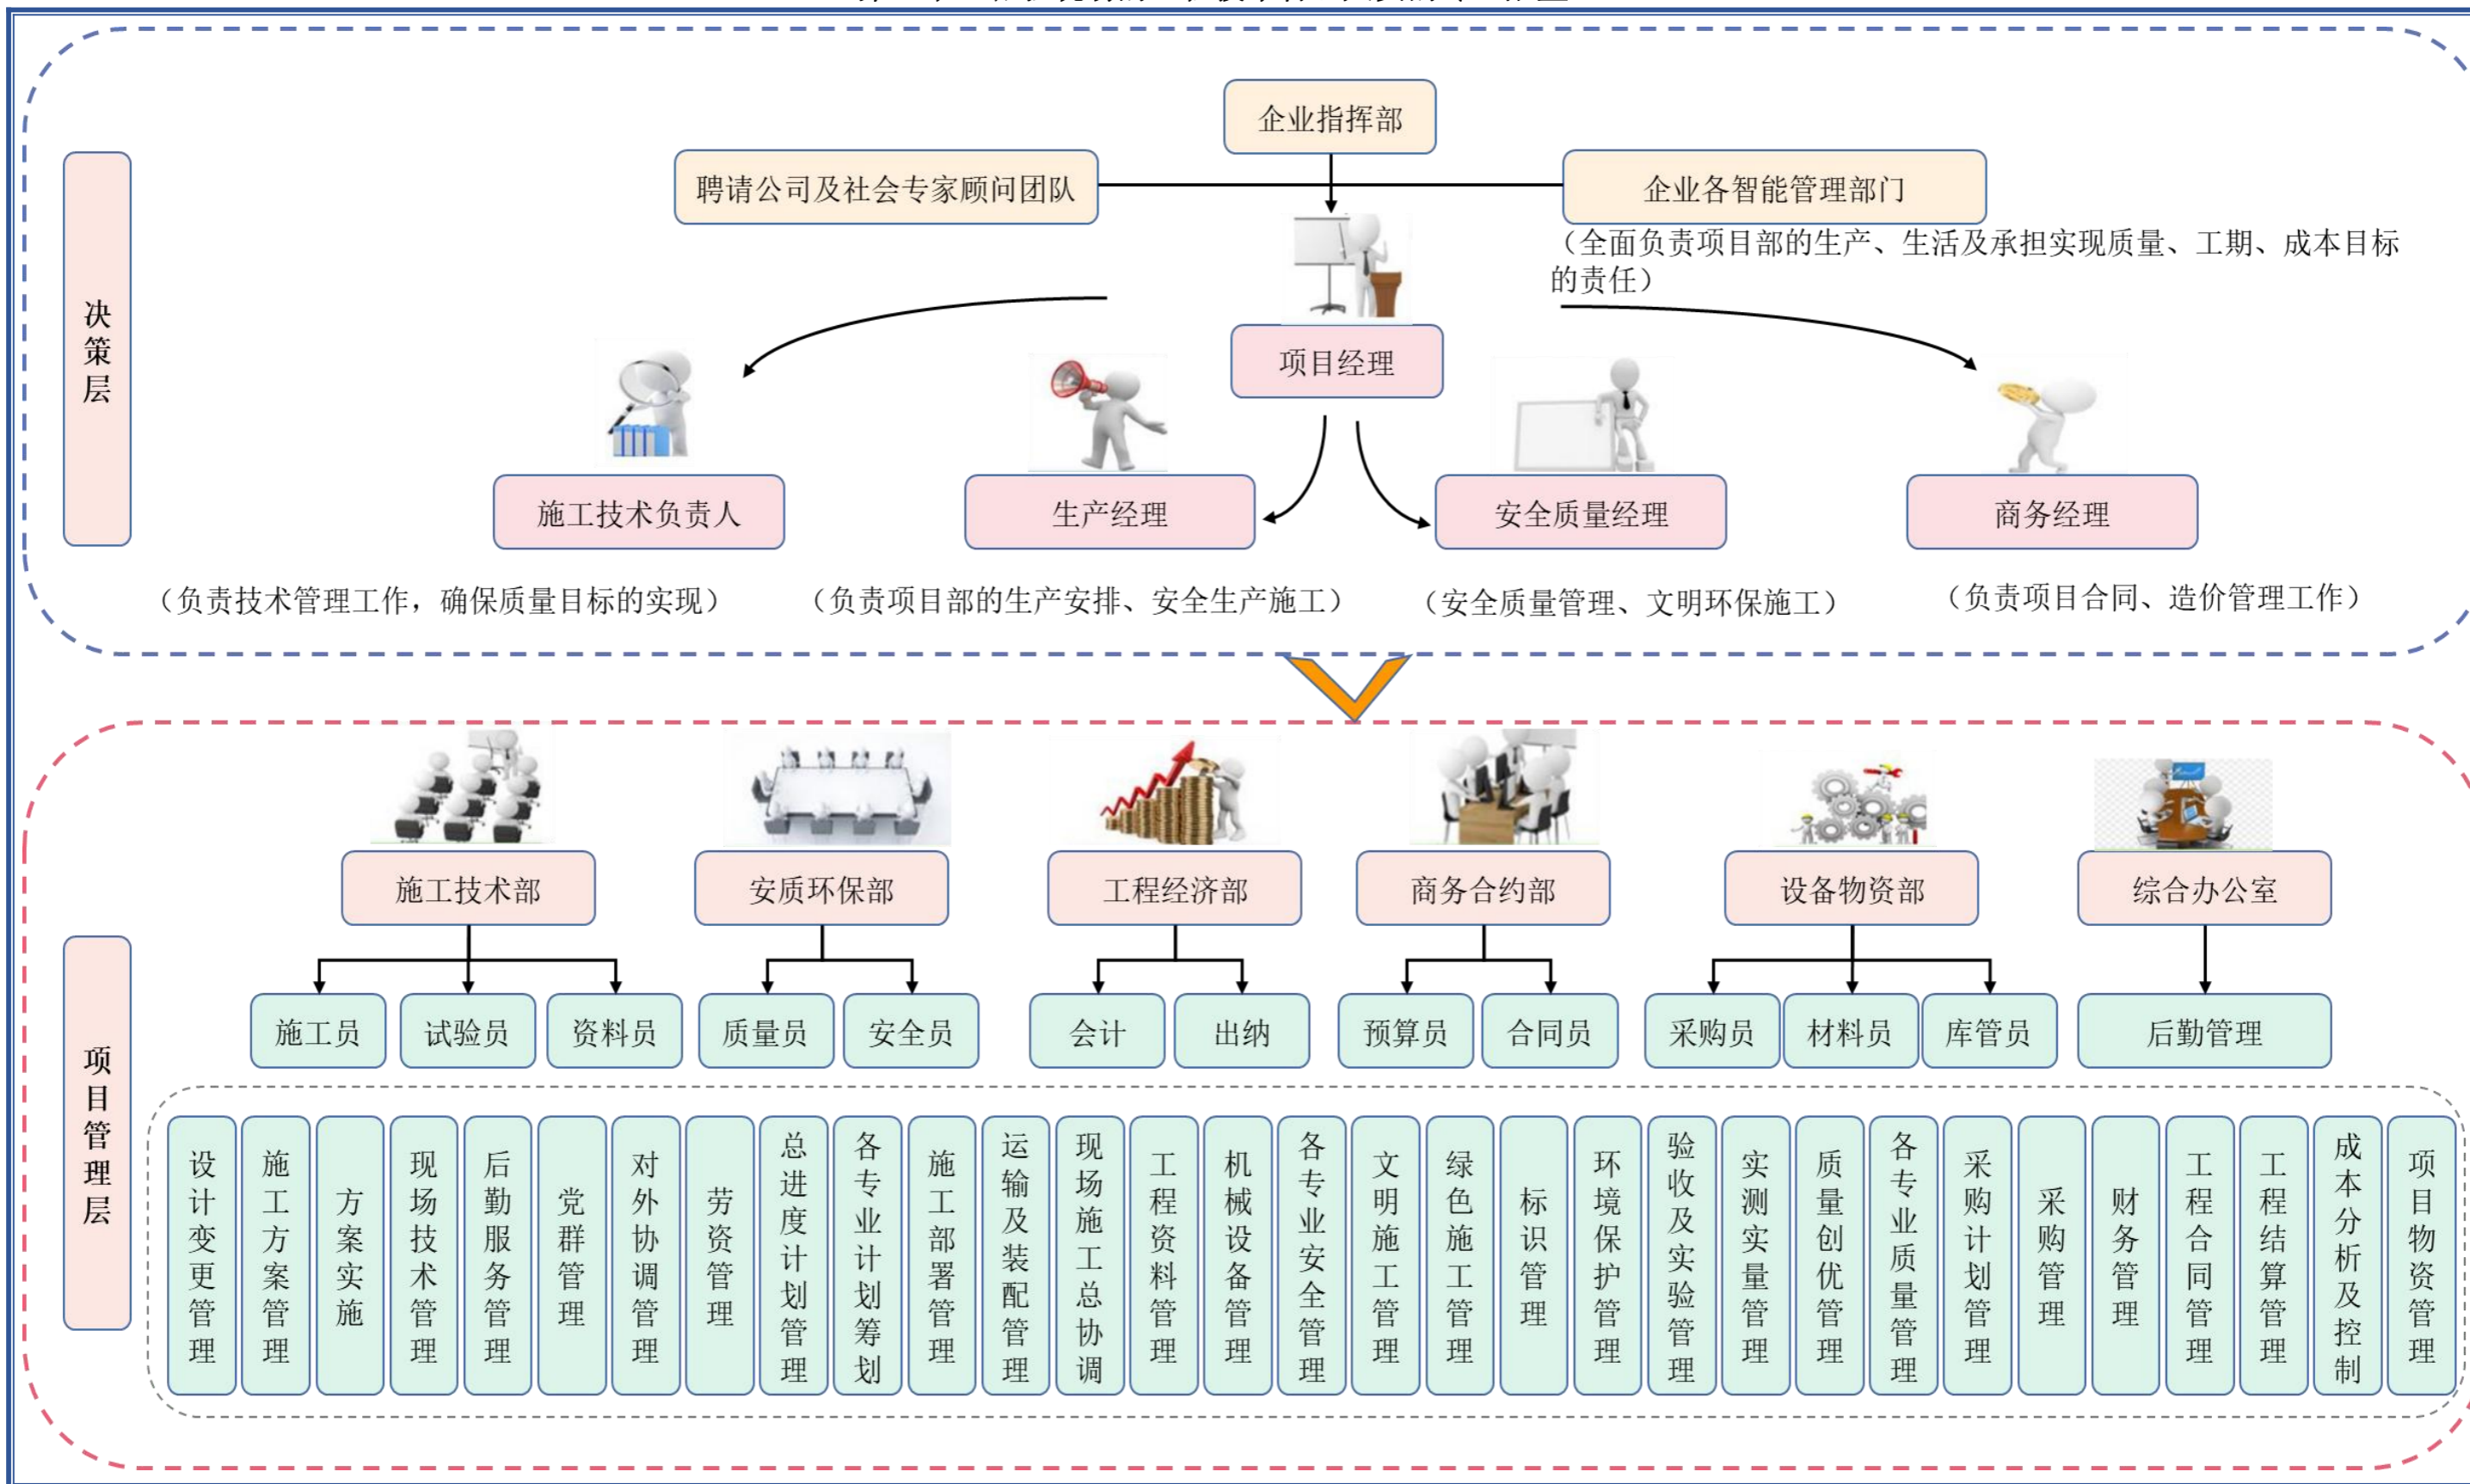 企业指挥部
聘请公司及社会专家顾问团队
企业各智能管理部门
（全面负责项目部的生产、生活及承担实现质量、工期、成本目标
的责任）
决策层
项目经理
施工技术负责人
生产经理
安全质量经理
商务经理
（负责技术管理工作，确保质量目标的实现）
（负责项目部的生产安排、安全生产施工）
（安全质量管理、文明环保施工）
（负责项目合同、造价管理工作）
项目管理层
施工技术部
安质环保部
工程经济部
商务合约部
设备物资部
综合办公室
施工员
试验员
资料员
质量员
安全员
会计
出纳
预算员
合同员
采购员
材料员
库管员
后勤管理
设计变更管理
施工方案管理
方案实施
现场技术管理
后勤服务管理
党群管理
对外协调管理
劳资管理
总进度计划管理
各专业计划筹划
施工部署管理
运输及装配管理
现场施工总协调
工程资料管理
机械设备管理
各专业安全管理
文明施工管理
绿色施工管理
标识管理
环境保护管理
验收及实验管理
实测实量管理
质量创优管理
各专业质量管理
采购计划管理
采购管理
财务管理
工程合同管理
工程结算管理
成本分析及控制
项目物资管理